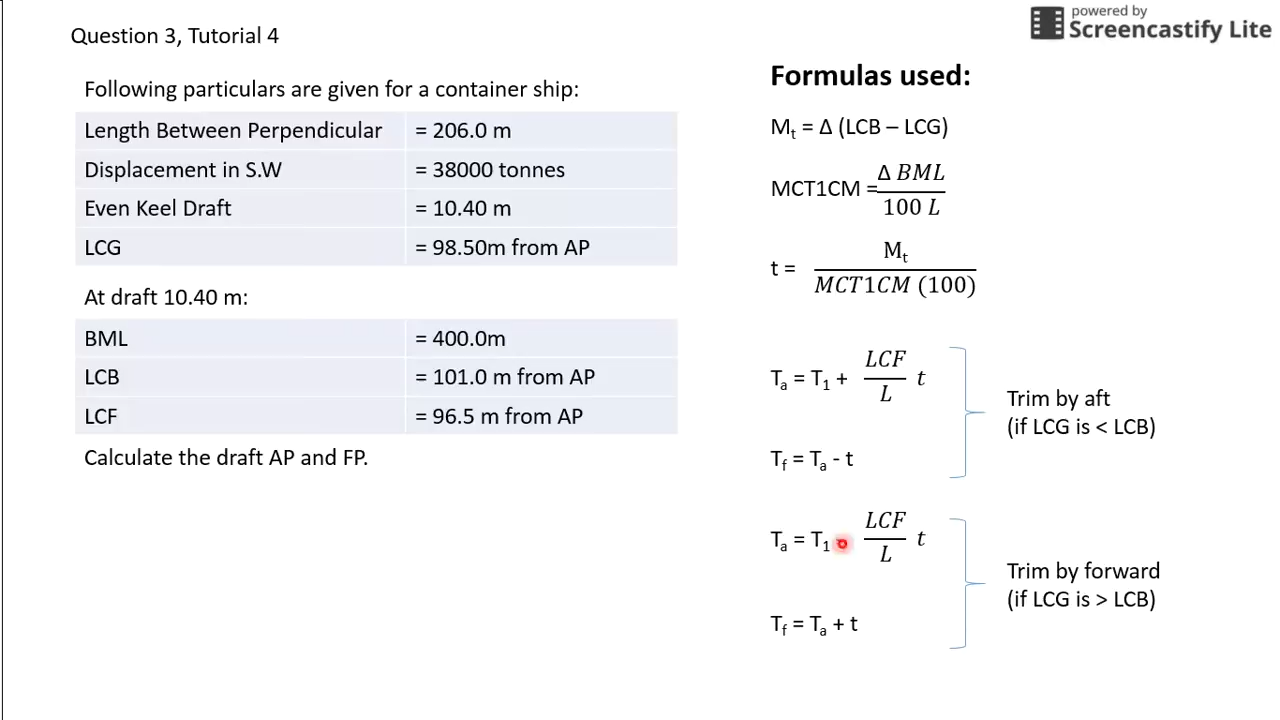 powered by
Screencastify Lite
Question 3, Tutorial 4
Following particulars are given for a container ship:
Length Between Perpendicular = 206.0 m
Displacement in S.W = 38000 tonnes
Even Keel Draft = 10.40 m
LCG = 98.50m from AP
At draft 10.40 m:
BML = 400.0m
LCB = 101.0 m from AP
LCF = 96.5 m from AP
Calculate the draft AP and FP.
Formulas used:
Mt = Δ (LCB – LCG)
MCT1CM = Δ BML / 100 L
t = Mt / MCT1CM (100)
Ta = T1 + LCF / L t
Tf = Ta - t
Trim by aft
(if LCG is < LCB)
Ta = T1 LCF / L t
Tf = Ta + t
Trim by forward
(if LCG is > LCB)